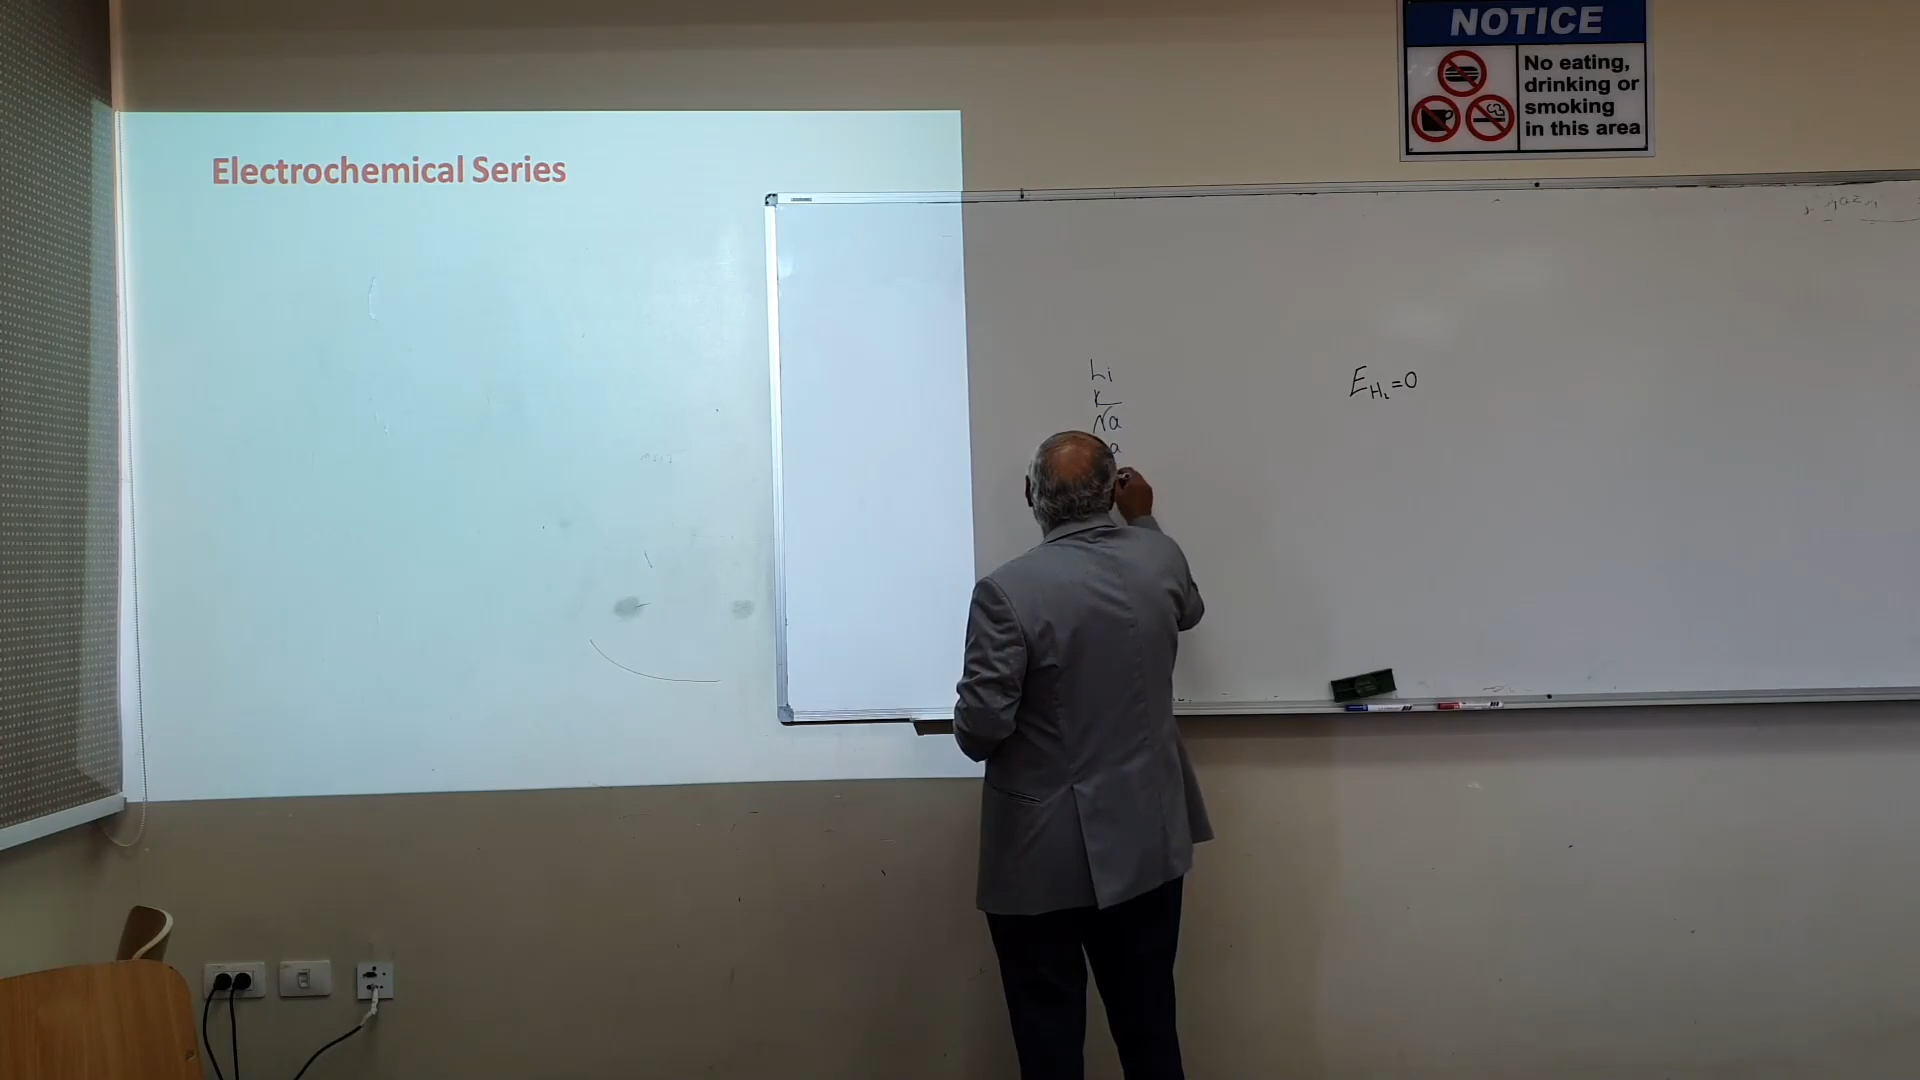 Electrochemical Series
NOTICE
No eating,
drinking or
smoking
in this area
Li
K
Na
E_H₂=0